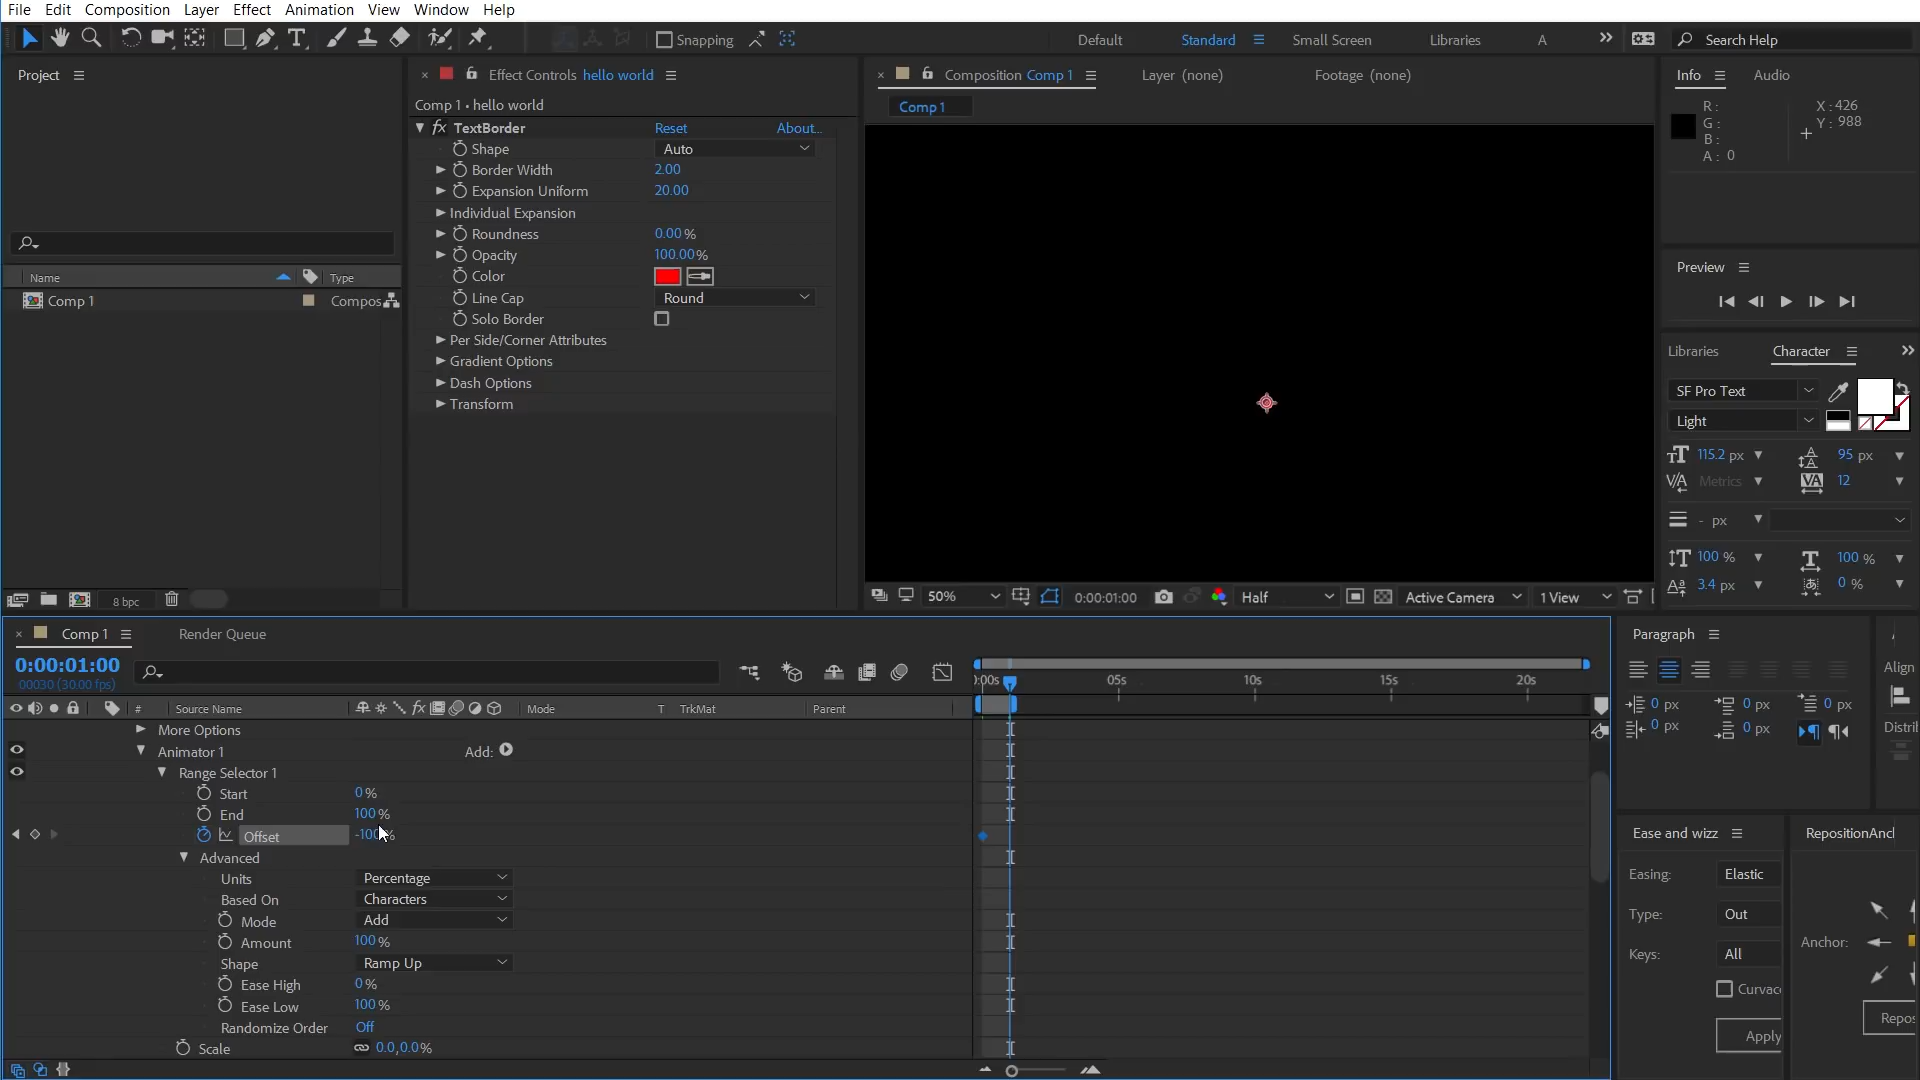 File Edit Composition Layer Effect Animation View Window Help
Snapping Default Standard Small Screen Libraries A Search Help
Project
Effect Controls hello world
Composition Comp 1
Layer (none)
Footage (none)
Info Audio
Comp 1 • hello world
Comp 1
R :
G :
B :
A : 0
X : 426
Y : 988
TextBorder Reset About...
Shape Auto
Border Width 2.00
Expansion Uniform 20.00
Individual Expansion
Roundness 0.00 %
Opacity 100.00 %
Color
Line Cap Round
Solo Border
Per Side/Corner Attributes
Gradient Options
Dash Options
Transform
Name Type
Comp 1 Compos
Preview
Libraries Character
SF Pro Text
Light
115.2 px 95 px
Metrics 12
- px
100 % 100 %
3.4 px 0 %
8 bpc
50% 0:00:01:00 Half Active Camera 1 View
Comp 1 Render Queue
0:00:01:00
00030 (30.00 fps)
):00s 05s 10s 15s 20s
# Source Name Mode T TrkMat Parent
More Options
Animator 1 Add:
Range Selector 1
Start 0 %
End 100 %
Offset -100 %
Advanced
Units Percentage
Based On Characters
Mode Add
Amount 100 %
Shape Ramp Up
Ease High 0 %
Ease Low 100 %
Randomize Order Off
Scale 0.0,0.0 %
Paragraph
Align
0 px 0 px 0 px
0 px 0 px
Distri
Ease and wizz
RepositionAncl
Easing: Elastic
Type: Out
Keys: All
Curvac
Apply
Anchor:
Repos